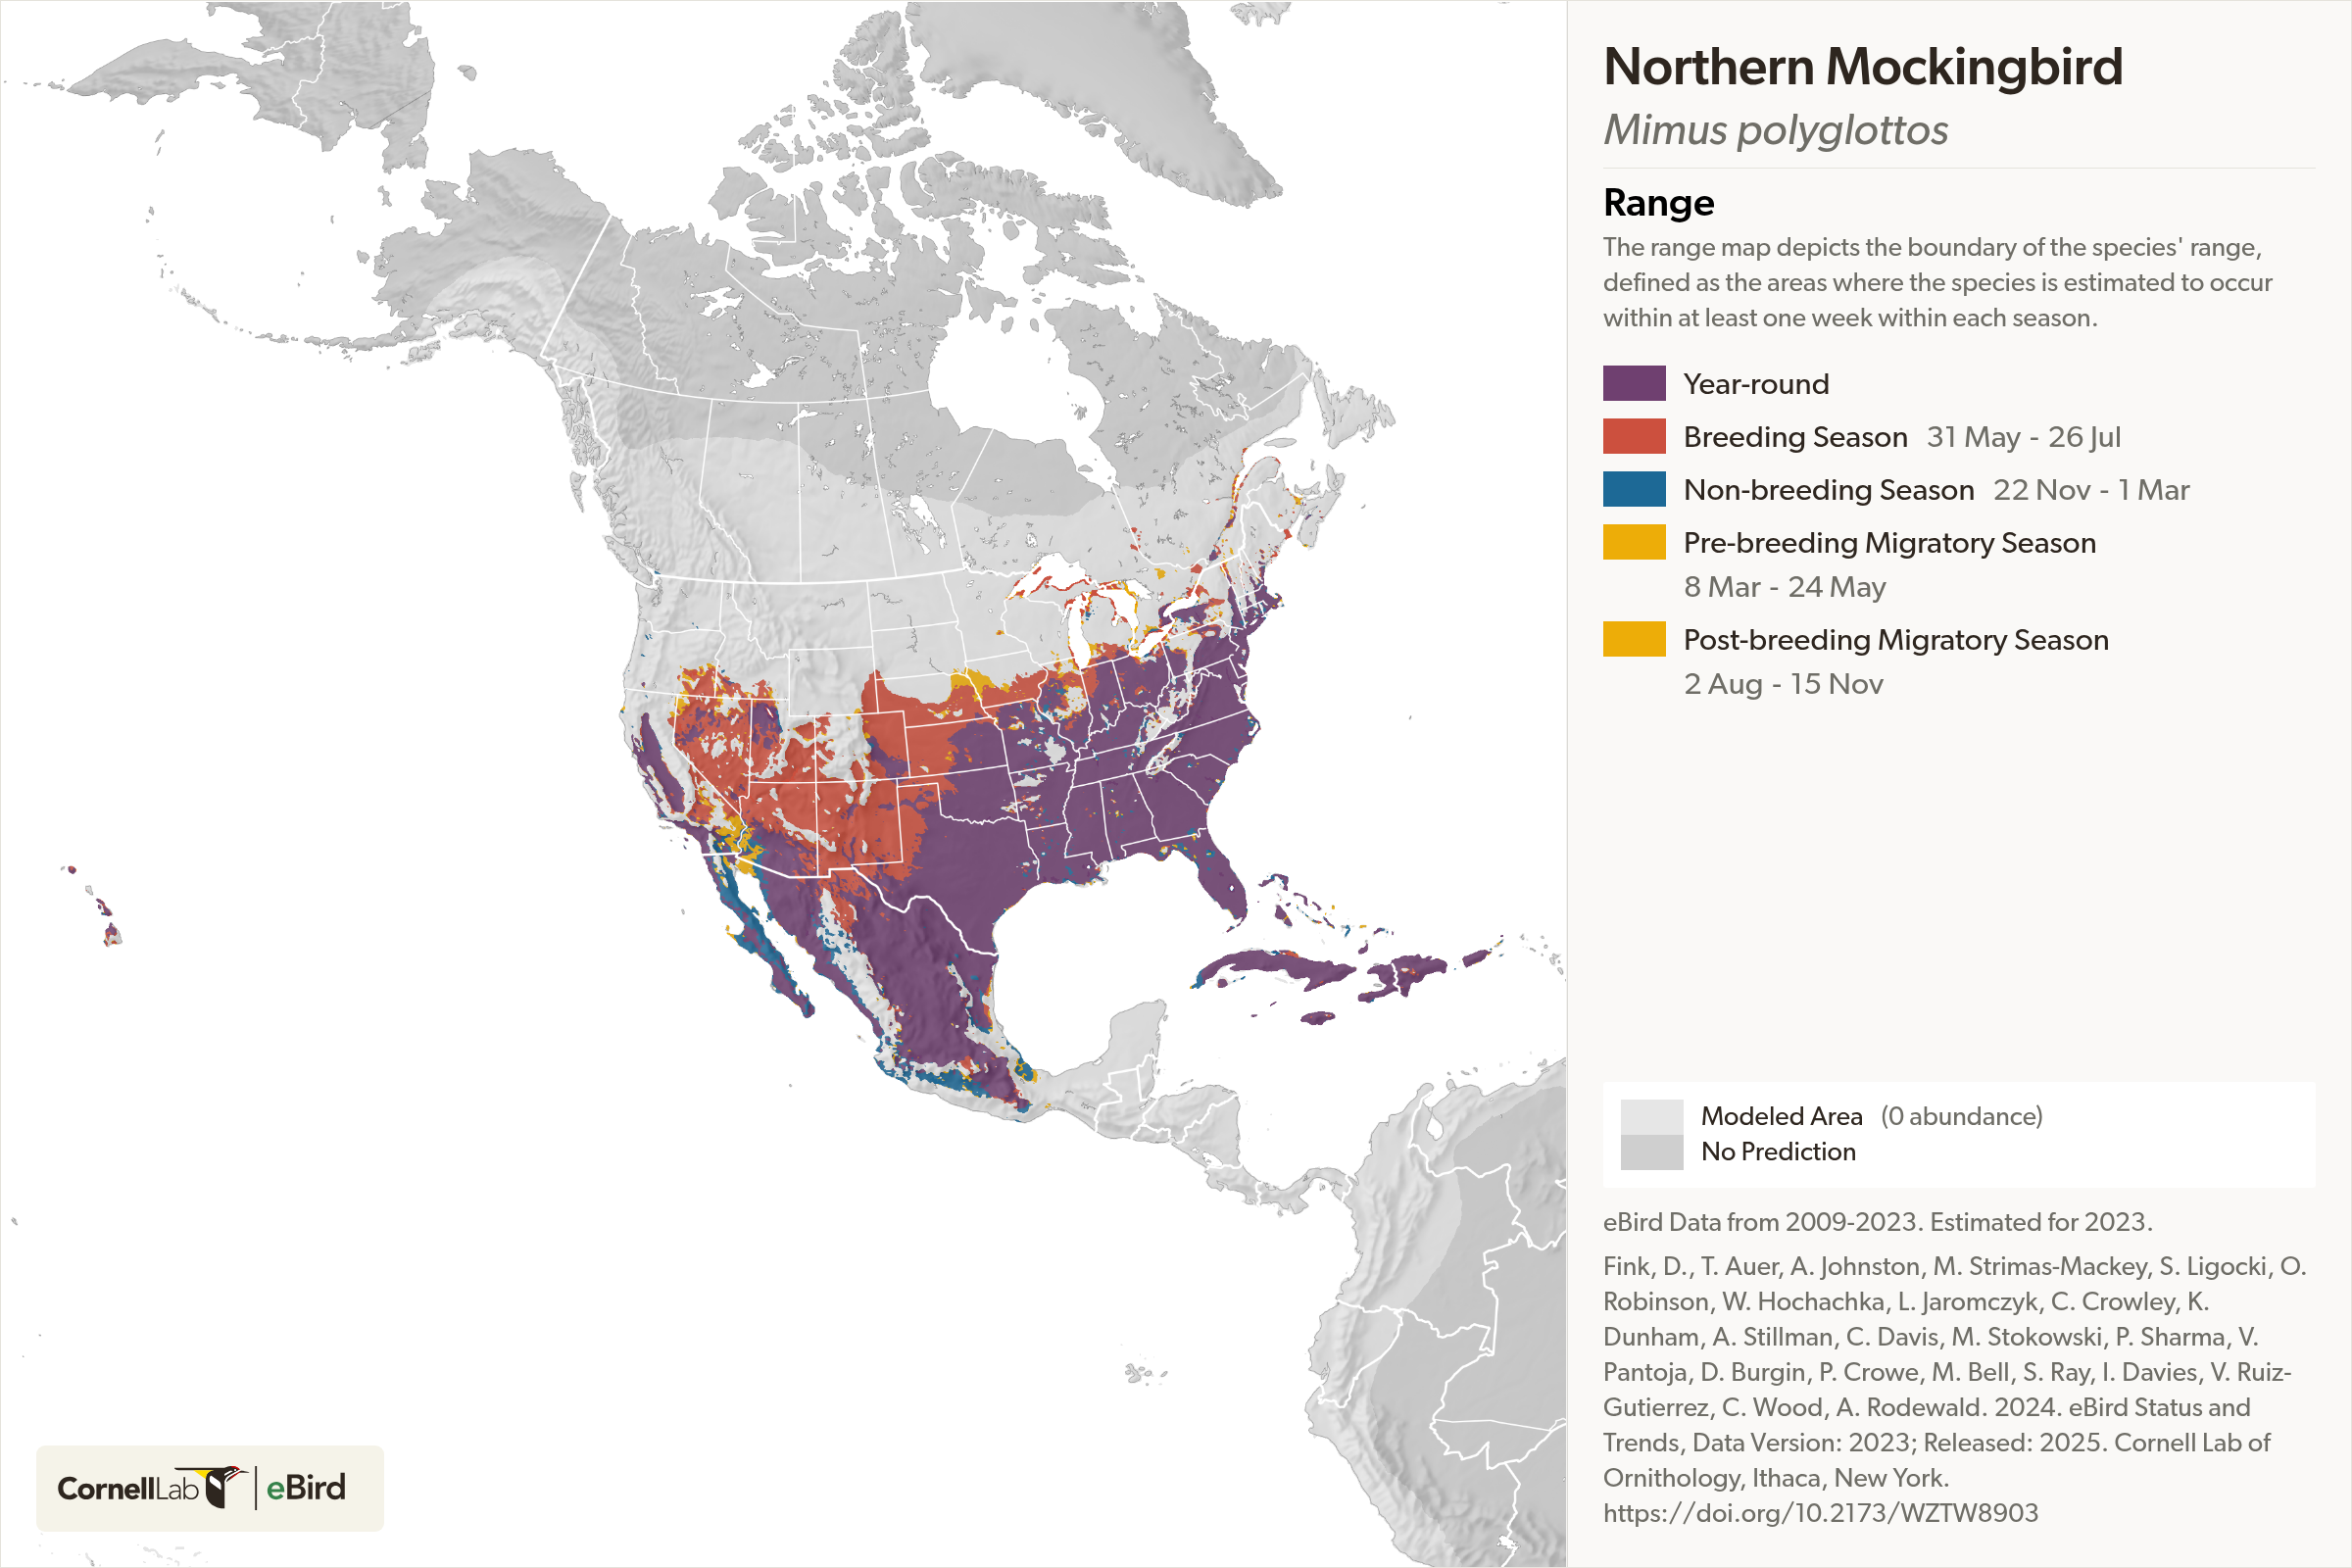 Northern Mockingbird
Mimus polyglottos
Range
The range map depicts the boundary of the species' range,
defined as the areas where the species is estimated to occur
within at least one week within each season.
Year-round
Breeding Season 31 May - 26 Jul
Non-breeding Season 22 Nov - 1 Mar
Pre-breeding Migratory Season
8 Mar - 24 May
Post-breeding Migratory Season
2 Aug - 15 Nov
Modeled Area (0 abundance)
No Prediction
eBird Data from 2009-2023. Estimated for 2023.
Fink, D., T. Auer, A. Johnston, M. Strimas-Mackey, S. Ligocki, O.
Robinson, W. Hochachka, L. Jaromczyk, C. Crowley, K.
Dunham, A. Stillman, C. Davis, M. Stokowski, P. Sharma, V.
Pantoja, D. Burgin, P. Crowe, M. Bell, S. Ray, I. Davies, V. Ruiz-
Gutierrez, C. Wood, A. Rodewald. 2024. eBird Status and
Trends, Data Version: 2023; Released: 2025. Cornell Lab of
Ornithology, Ithaca, New York.
https://doi.org/10.2173/WZTW8903
CornellLab eBird